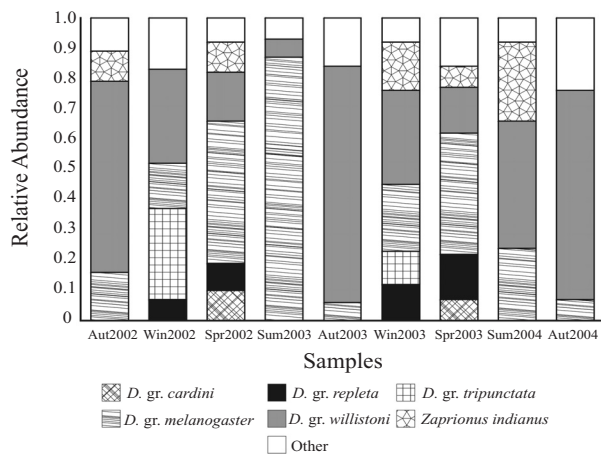 Relative Abundance
1.0
0.9
0.8
0.7
0.6
0.5
0.4
0.3
0.2
0.1
0
Aut2002 Win2002 Spr2002 Sum2003 Aut2003 Win2003 Spr2003 Sum2004 Aut2004
Samples
D. gr. cardini D. gr. repleta D. gr. tripunctata
D. gr. melanogaster D. gr. willistoni Zaprionus indianus
Other